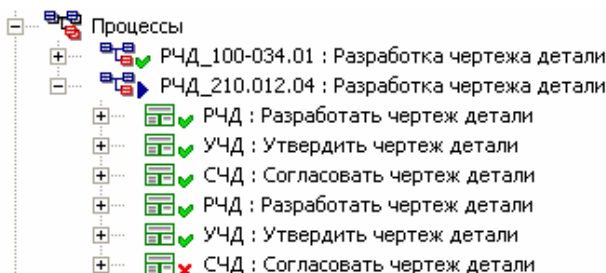 Процессы
РЧД_100-034.01 : Разработка чертежа детали
РЧД_210.012.04 : Разработка чертежа детали
РЧД : Разработать чертеж детали
УЧД : Утвердить чертеж детали
СЧД : Согласовать чертеж детали
РЧД : Разработать чертеж детали
УЧД : Утвердить чертеж детали
СЧД : Согласовать чертеж детали